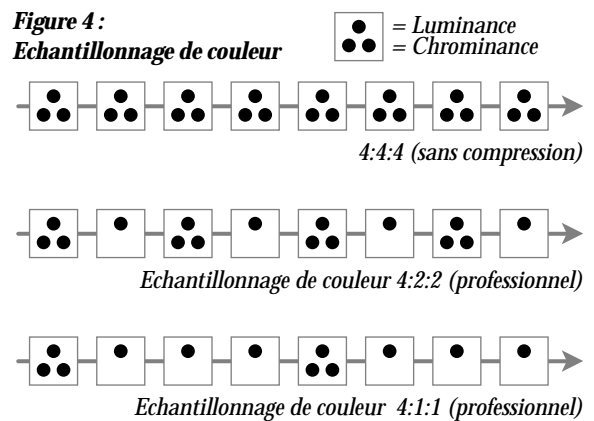 Figure 4 :
Echantillonnage de couleur
= Luminance
= Chrominance
4:4:4 (sans compression)
Echantillonnage de couleur 4:2:2 (professionnel)
Echantillonnage de couleur 4:1:1 (professionnel)